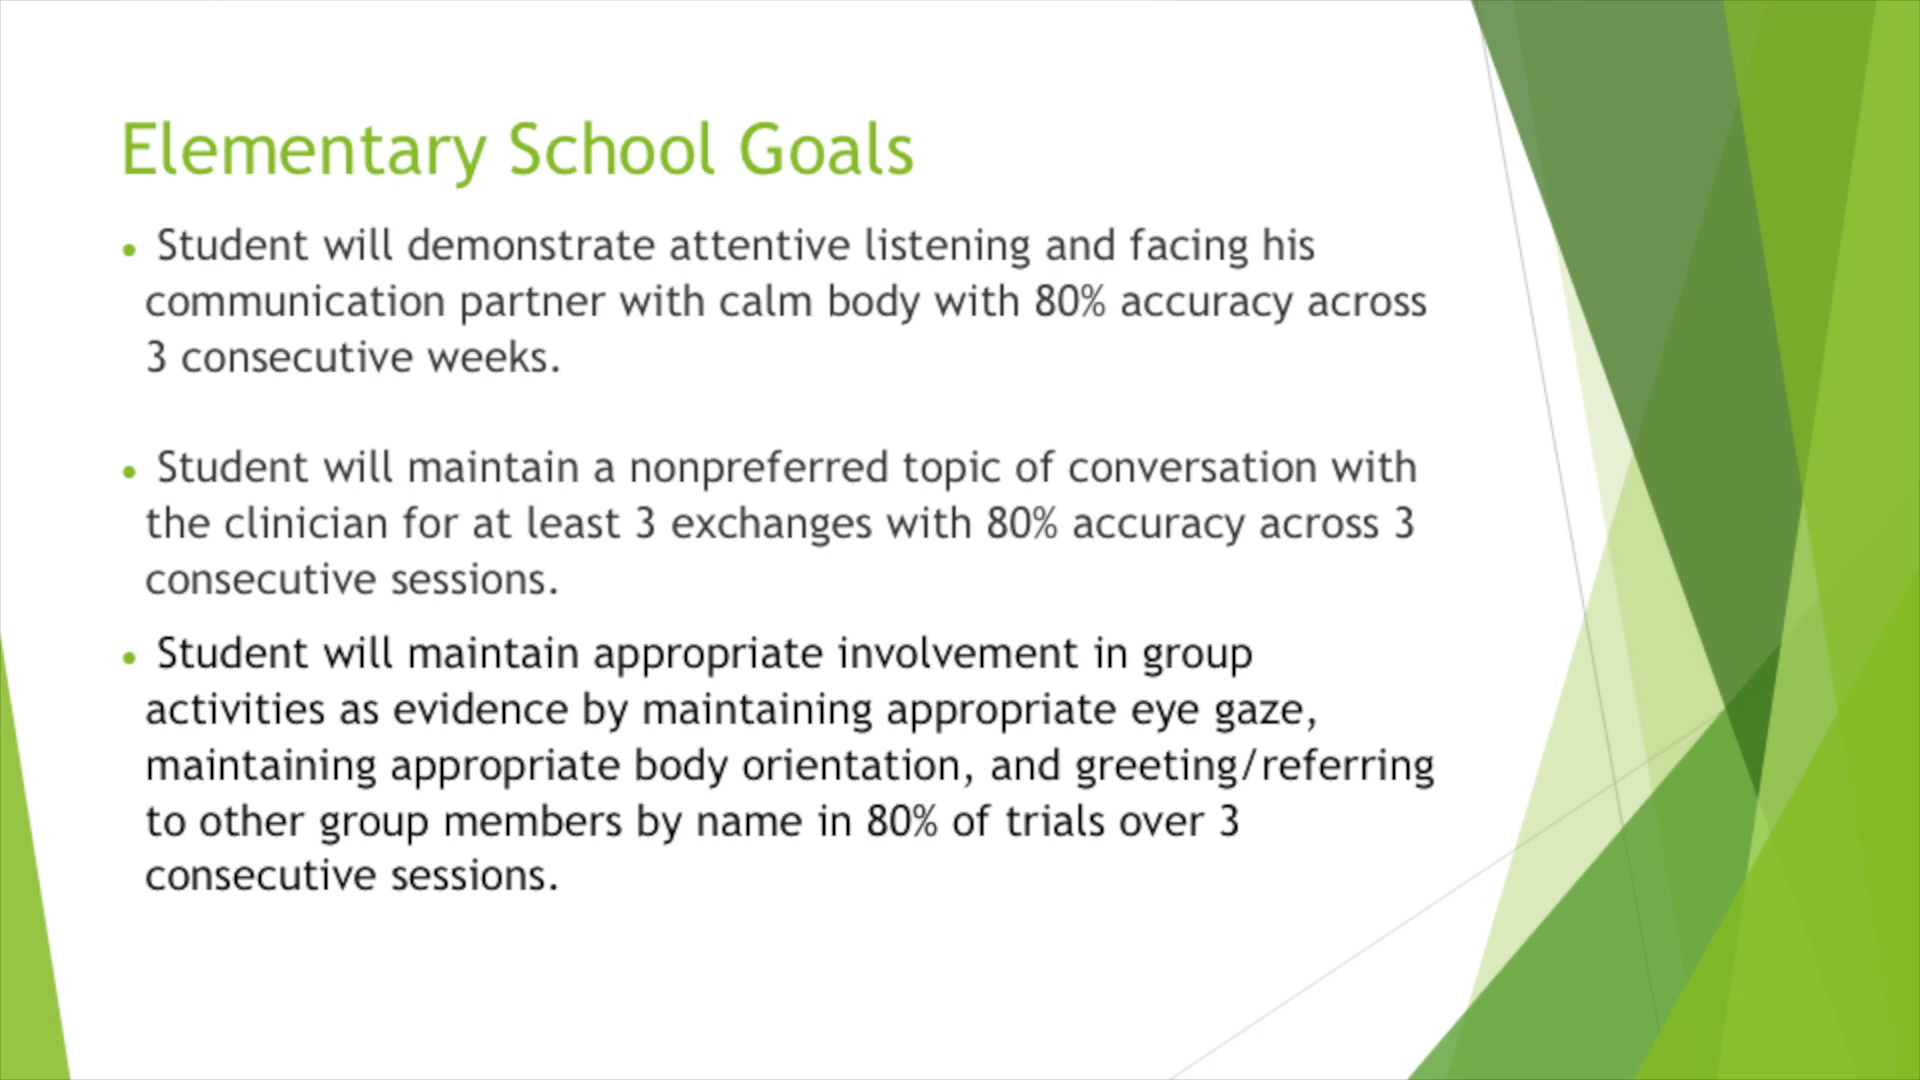 Elementary School Goals
• Student will demonstrate attentive listening and facing his
communication partner with calm body with 80% accuracy across
3 consecutive weeks.
• Student will maintain a nonpreferred topic of conversation with
the clinician for at least 3 exchanges with 80% accuracy across 3
consecutive sessions.
• Student will maintain appropriate involvement in group
activities as evidence by maintaining appropriate eye gaze,
maintaining appropriate body orientation, and greeting/referring
to other group members by name in 80% of trials over 3
consecutive sessions.